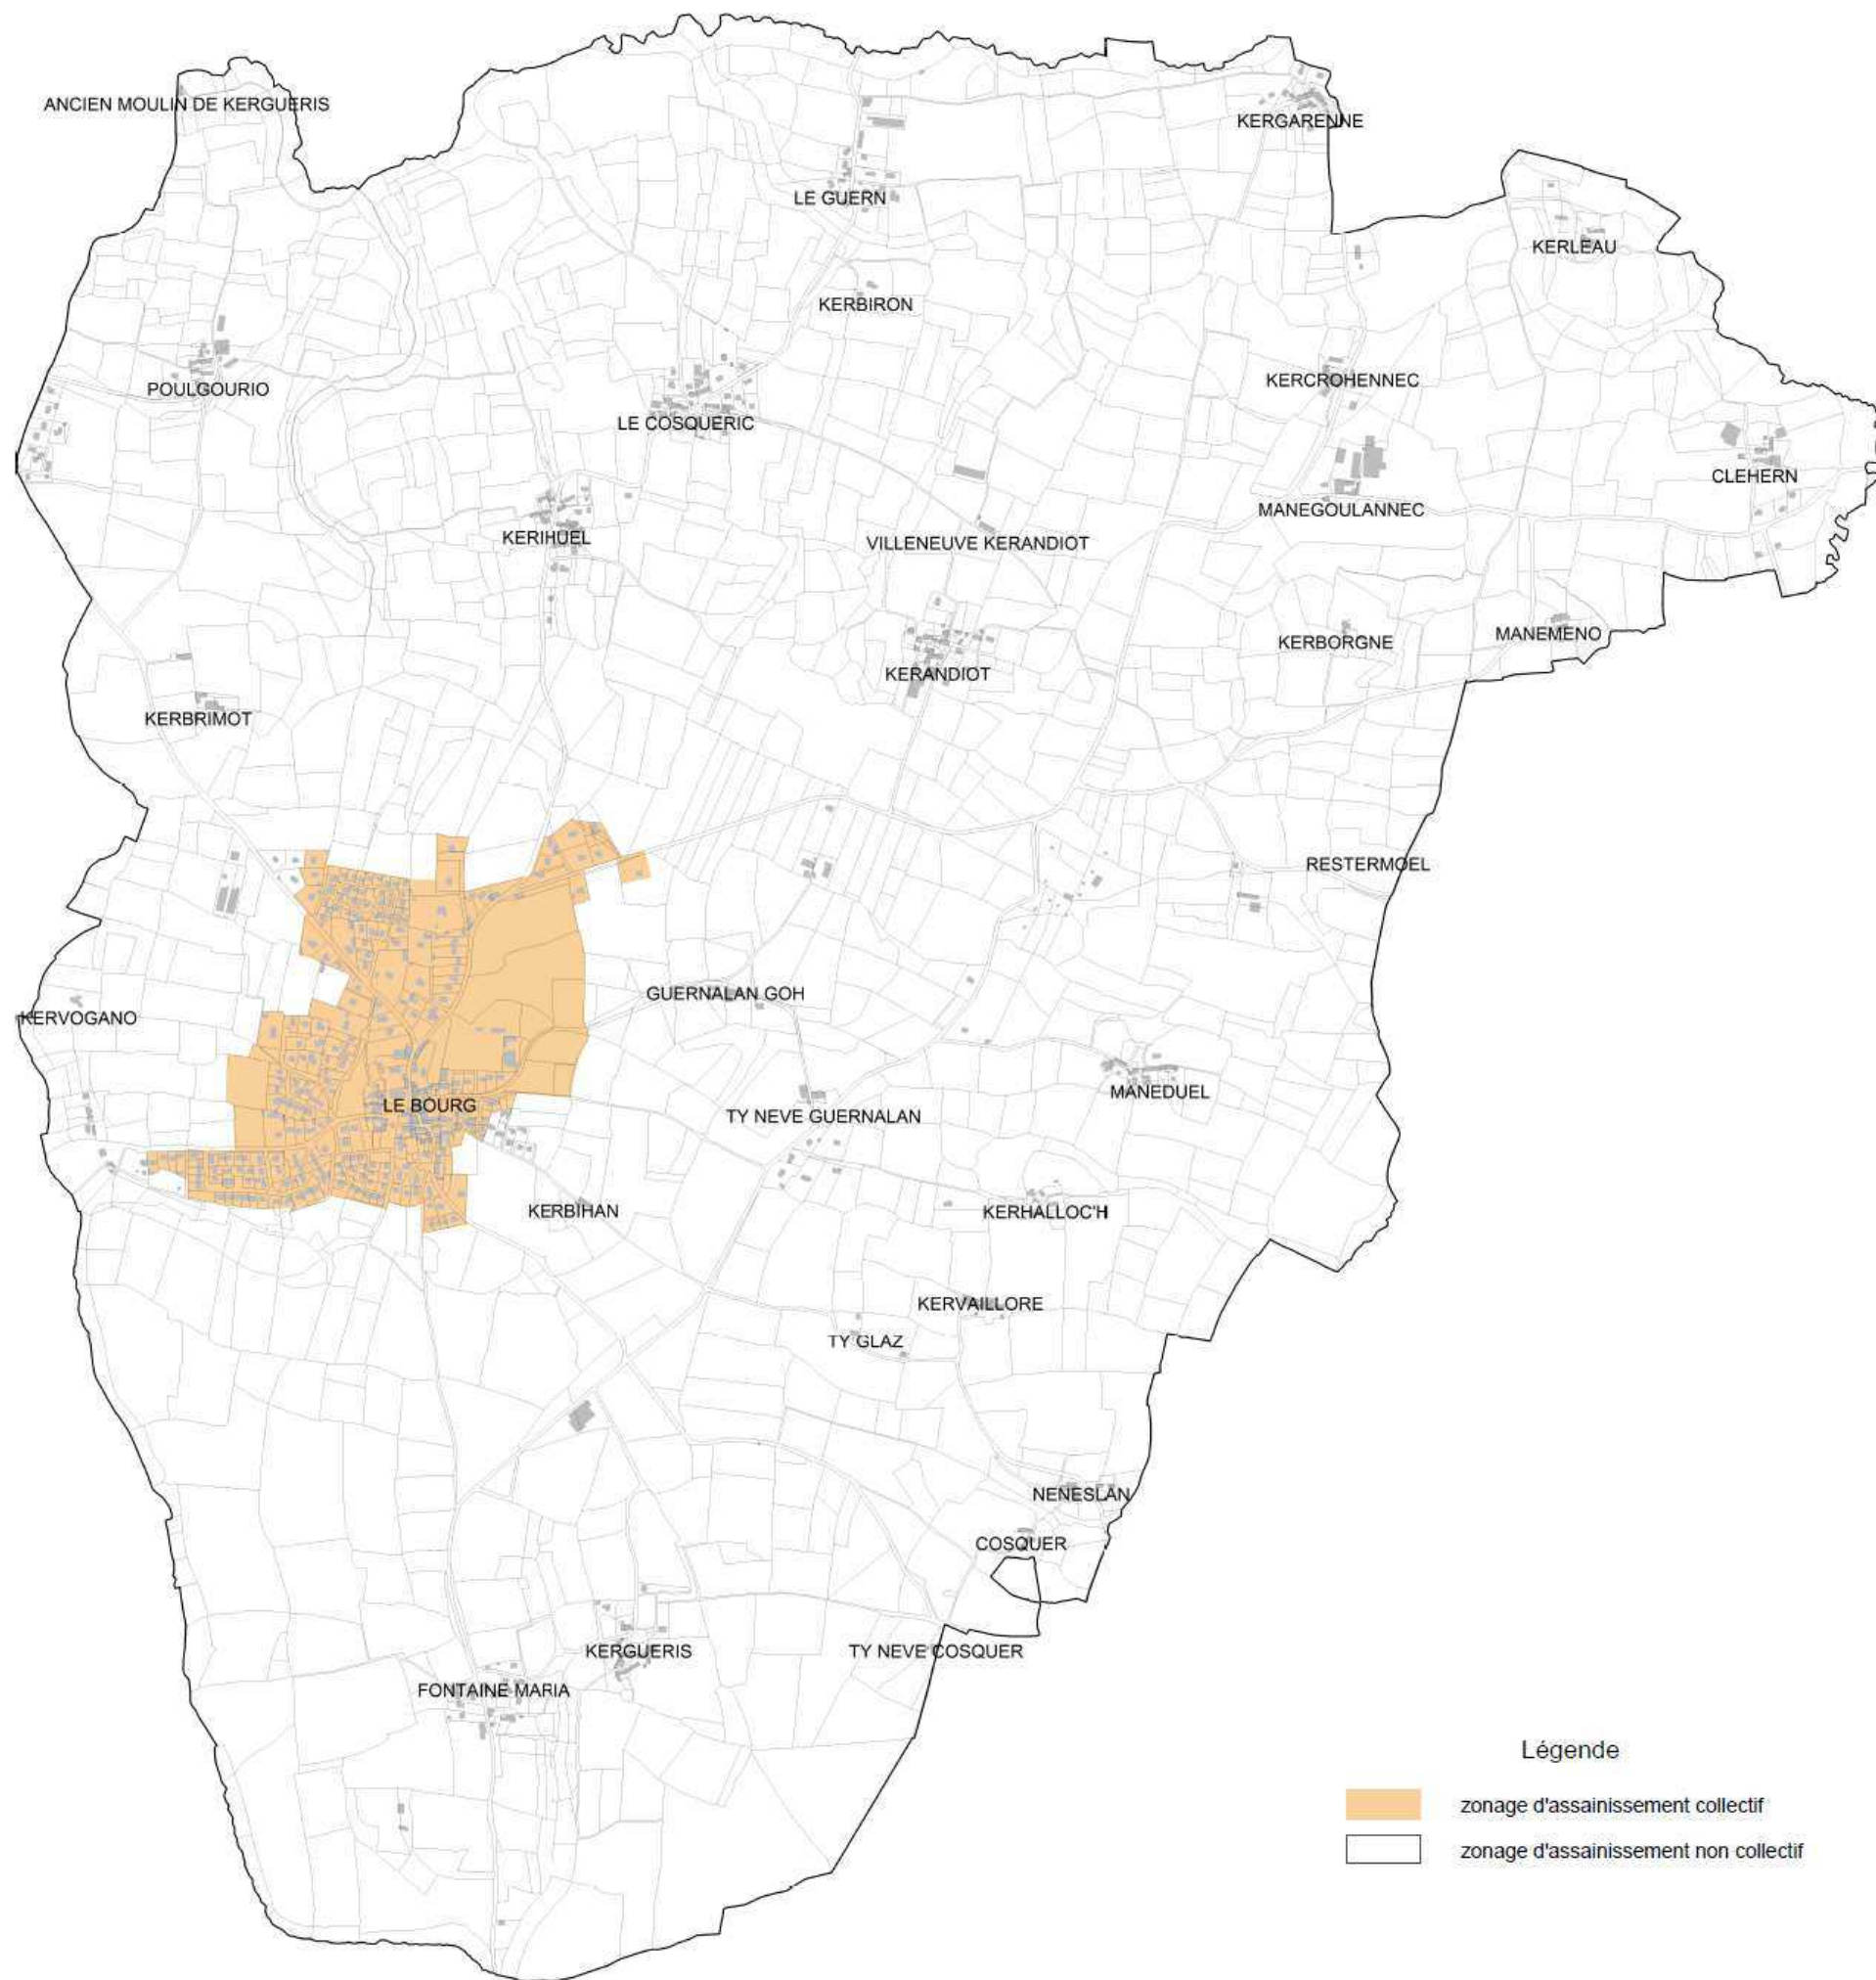 ANCIEN MOULIN DE KERGUERIS
KERGARENNE
LE GUERN
KERLEAU
KERBIRON
POULGOURIO
KERCROHENNEC
LE COSQUERIC
CLEHERN
MANEGOULANNEC
KERIHUEL
VILLENEUVE KERANDIOT
MANEMENO
KERBORGNE
KERANDIOT
KERBRIMOT
RESTERMOEL
GUERNALAN GOH
KERVOGANO
MANEDUEL
LE BOURG
TY NEVE GUERNALAN
KERBIHAN
KERHALLOC'H
KERVAILLORE
TY GLAZ
NENESLAN
COSQUER
KERGUERIS
TY NEVE COSQUER
FONTAINE MARIA
Légende
zonage d'assainissement collectif
zonage d'assainissement non collectif